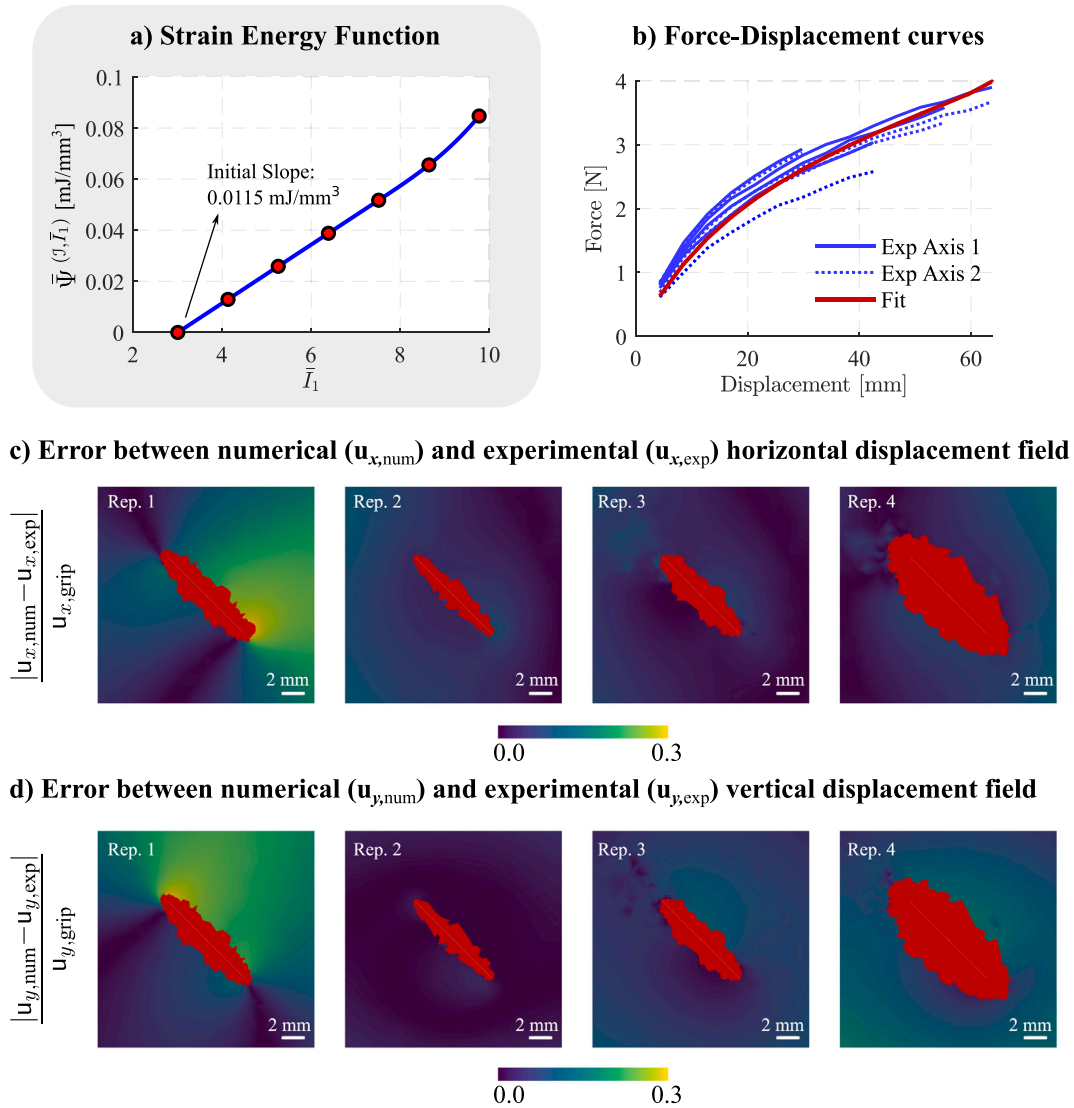 a) Strain Energy Function
0.1
0.08
0.06
0.04
0.02
0
2
4
6
8
10
Ψ̄ (ℐ,Ī₁) [mJ/mm³]
Ī₁
Initial Slope:
0.0115 mJ/mm³
b) Force-Displacement curves
4
3
2
1
0
0
20
40
60
Force [N]
Displacement [mm]
Exp Axis 1
Exp Axis 2
Fit
c) Error between numerical (u𝑥,num) and experimental (u𝑥,exp) horizontal displacement field
|u𝑥,num−u𝑥,exp|
u𝑥,grip
Rep. 1
2 mm
Rep. 2
2 mm
Rep. 3
2 mm
Rep. 4
2 mm
0.0
0.3
d) Error between numerical (u𝑦,num) and experimental (u𝑦,exp) vertical displacement field
|u𝑦,num−u𝑦,exp|
u𝑦,grip
Rep. 1
2 mm
Rep. 2
2 mm
Rep. 3
2 mm
Rep. 4
2 mm
0.0
0.3